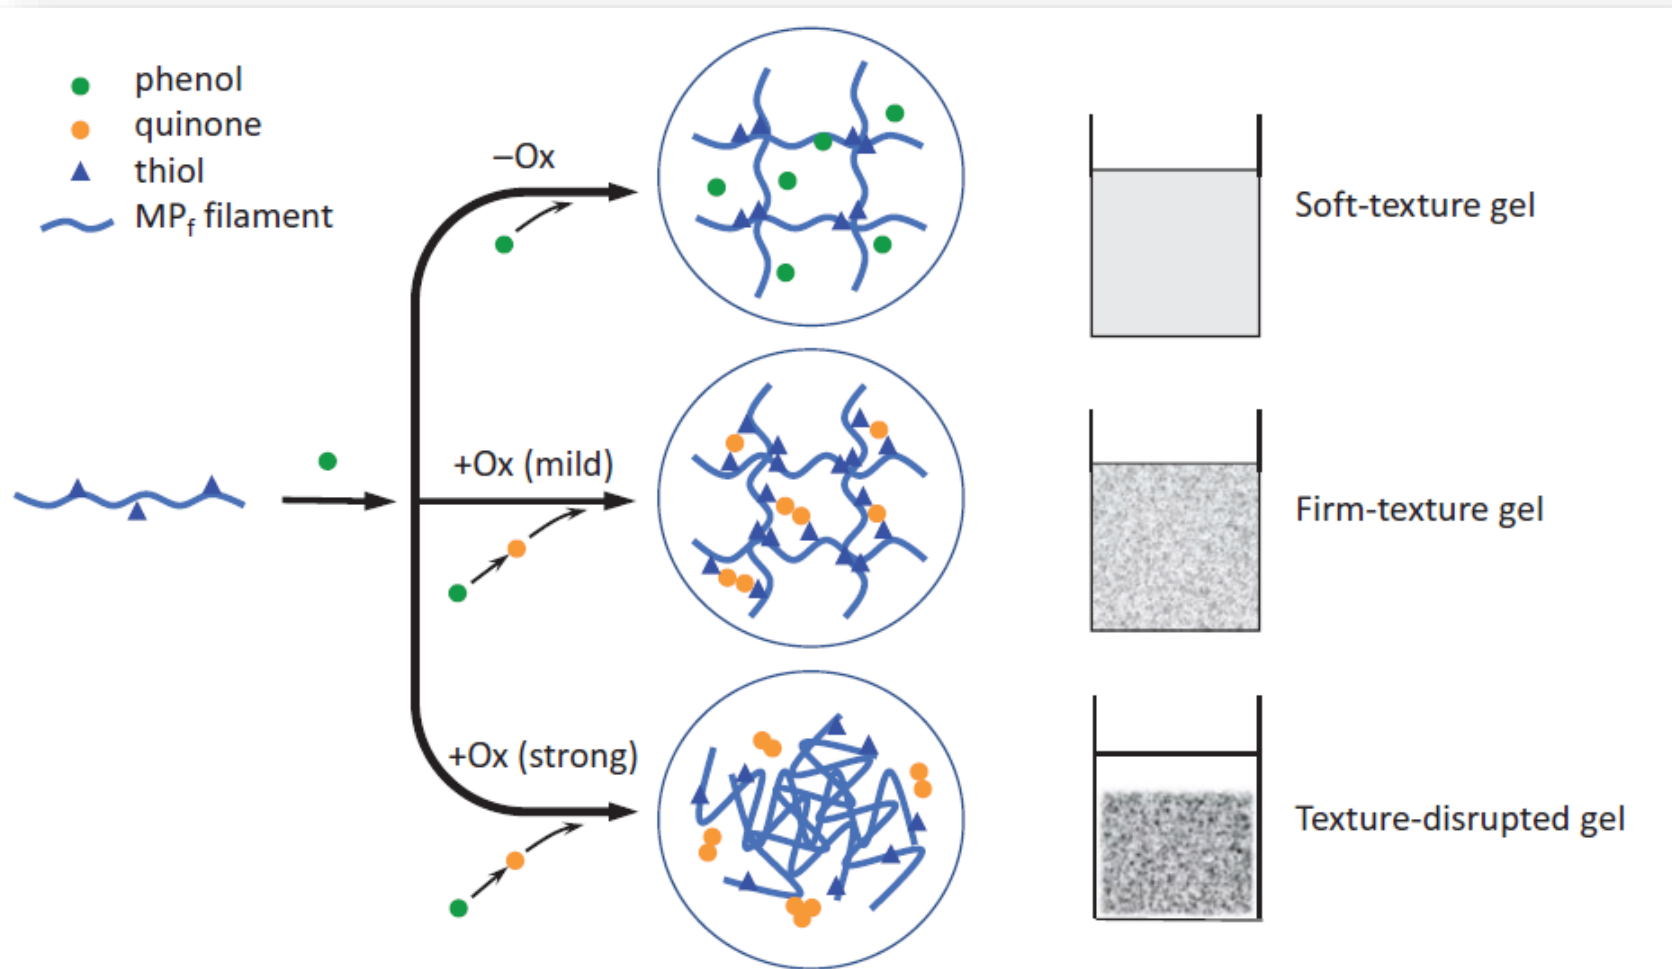 phenol
quinone
thiol
MPf filament
–Ox
Soft-texture gel
+Ox (mild)
Firm-texture gel
+Ox (strong)
Texture-disrupted gel